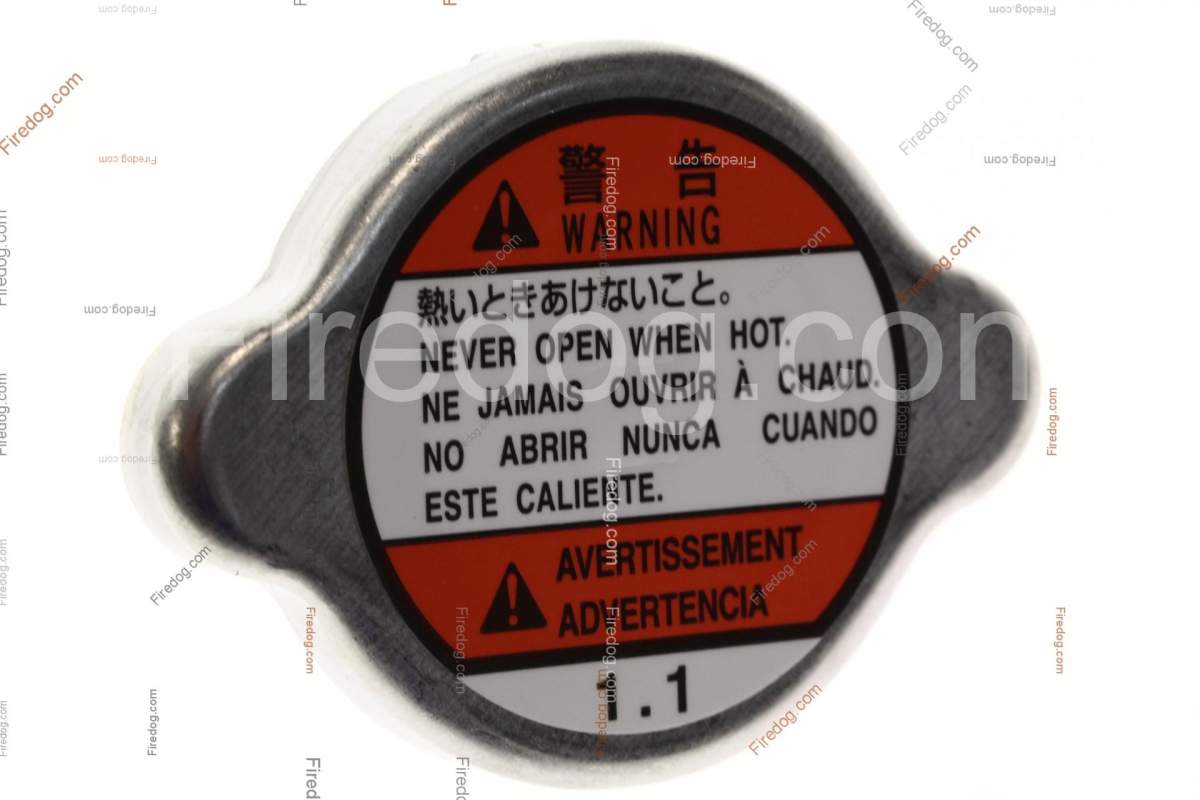 警 告
WARNING
熱いときあけないこと。
NEVER OPEN WHEN HOT.
NE JAMAIS OUVRIR À CHAUD.
NO ABRIR NUNCA CUANDO
ESTE CALIENTE.
AVERTISSEMENT
ADVERTENCIA
1.1
Firedog.com